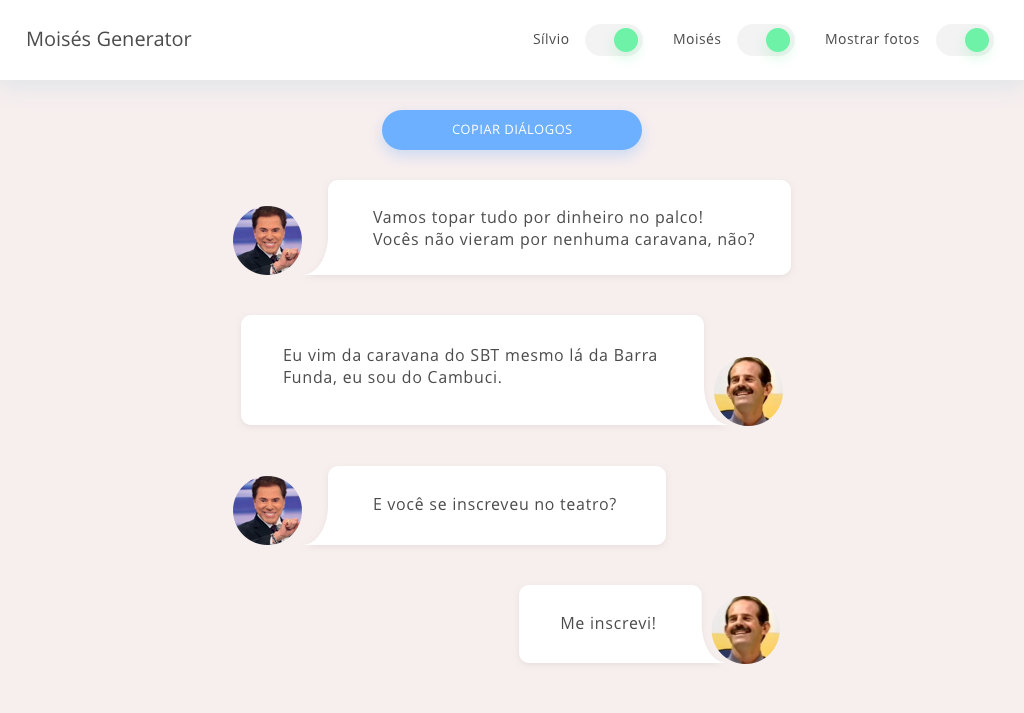 Moisés Generator
Sílvio
Moisés
Mostrar fotos
COPIAR DIÁLOGOS
Vamos topar tudo por dinheiro no palco!
Vocês não vieram por nenhuma caravana, não?
Eu vim da caravana do SBT mesmo lá da Barra
Funda, eu sou do Cambuci.
E você se inscreveu no teatro?
Me inscrevi!